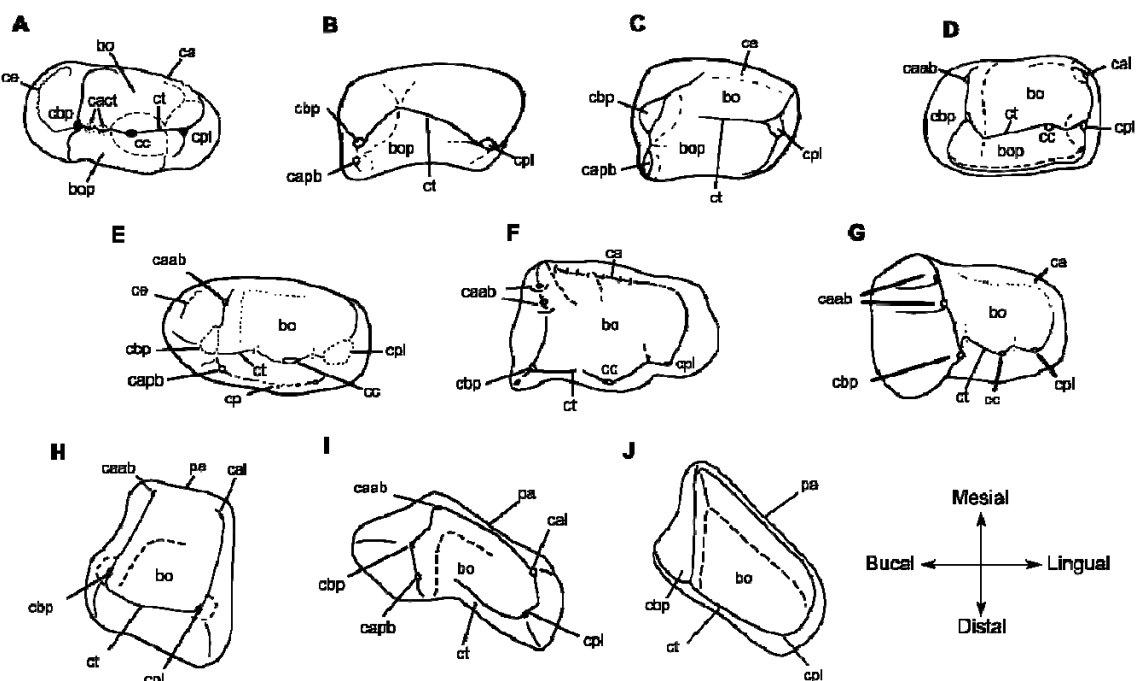 A
bo
ca
ce
cact
ct
cbp
cc
cpl
bop
B
cbp
capb
bop
ct
cpl
C
ca
cbp
bo
bop
capb
cpl
ct
D
caab
cal
bo
cbp
ct
cc
cpl
bop
E
caab
ce
bo
cbp
cpl
capb
ct
cc
cp
F
ca
caab
bo
cbp
cc
cpl
ct
G
ca
caab
bo
cbp
ct
cc
cpl
H
caab
pa
cal
bo
cbp
ct
cpl
I
caab
pa
cal
bo
cbp
capb
ct
cpl
J
pa
bo
cbp
ct
cpl
Mesial
Bucal
Lingual
Distal